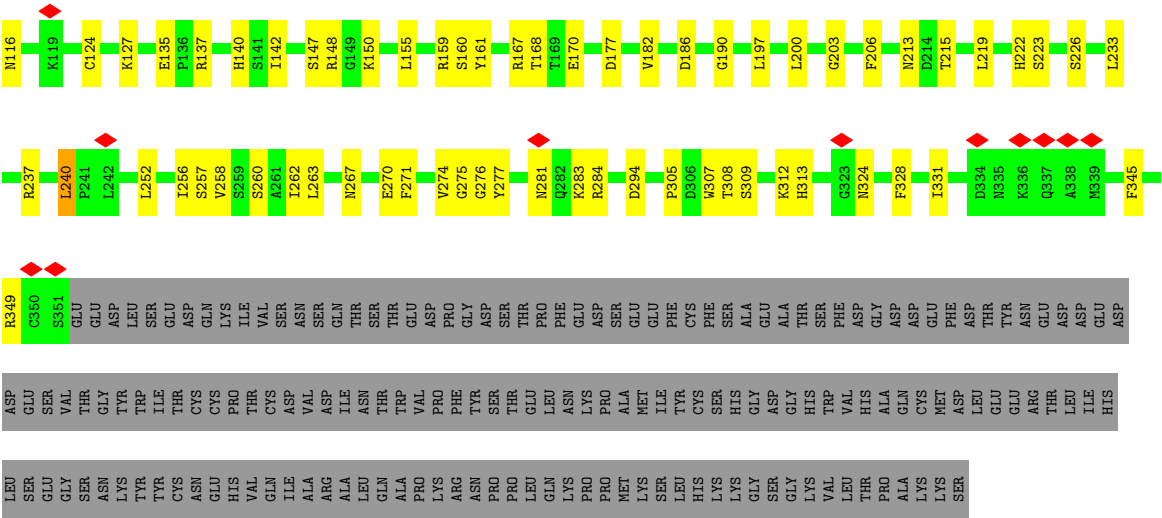 N116 K119 C124 K127 E135 P136 R137 H140 S141 I142 S147 R148 G149 K150 L155 R159 S160 Y161 R167 T168 T169 E170 D177 V182 D186 G190 L197 L200 G203 F206 N213 D214 T215 L219 H222 S223 S226 L233
R237 L240 P241 L242 L252 I256 S257 V258 S259 S260 A261 I262 L263 N267 E270 F271 V274 G275 G276 Y277 N281 Q282 K283 R284 D294 P305 D306 W307 T308 S309 K312 H313 G323 N324 F328 I331 D334 N335 K336 Q337 A338 M339 F345
R349 C350 S351 GLU GLU ASP LEU SER GLU ASP GLN LYS ILE VAL SER ASN SER GLN THR SER THR GLU ASP PRO GLY ASP SER THR PRO PHE GLU ASP SER GLU GLU PHE CYS PHE SER ALA GLU ALA THR SER PHE ASP GLY ASP ASP GLU PHE ASP THR TYR ASN GLU ASP ASP GLU ASP
ASP GLU SER VAL THR GLY TYR TRP ILE THR CYS CYS PRO THR CYS ASP VAL ASP ILE ASN THR TRP VAL PRO PHE TYR SER THR GLU LEU ASN LYS PRO ALA MET ILE TYR CYS SER HIS GLY ASP GLY HIS TRP VAL HIS ALA GLN CYS MET ASP LEU GLU GLU ARG THR LEU ILE HIS
LEU SER GLU GLY SER ASN LYS TYR TYR CYS ASN GLU HIS VAL GLN ILE ALA ARG ALA LEU GLN ALA PRO LYS ARG ASN PRO PRO LEU GLN LYS PRO PRO MET LYS SER LEU HIS LYS LYS GLY SER GLY LYS VAL LEU THR PRO ALA LYS LYS SER